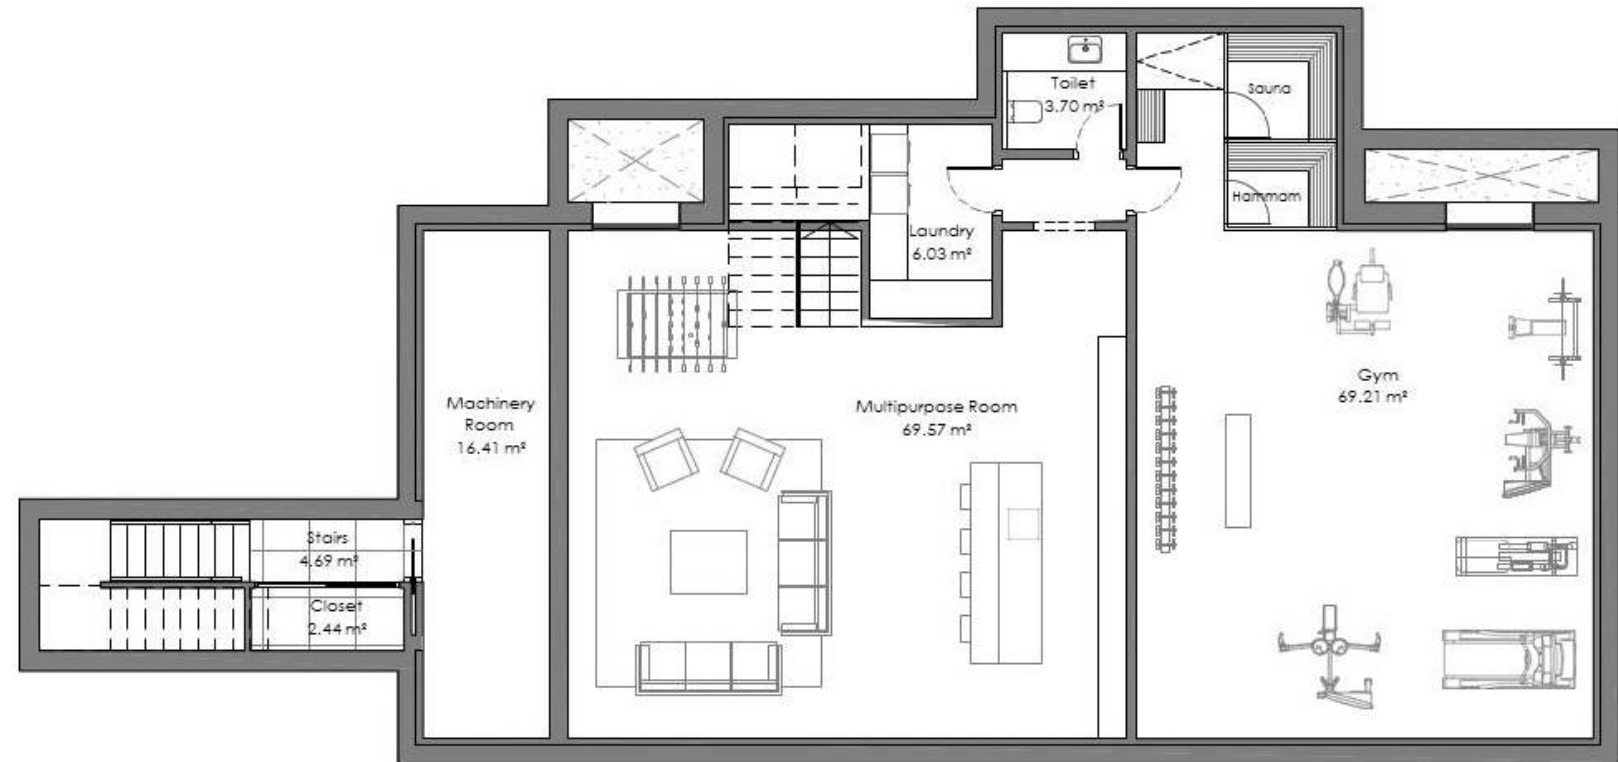 Toilet
3.70 m²
Sauna
Hammam
Laundry
6.03 m²
Gym
69.21 m²
Machinery
Room
16.41 m²
Multipurpose Room
69.57 m²
Stairs
4.69 m²
Closet
2.44 m²